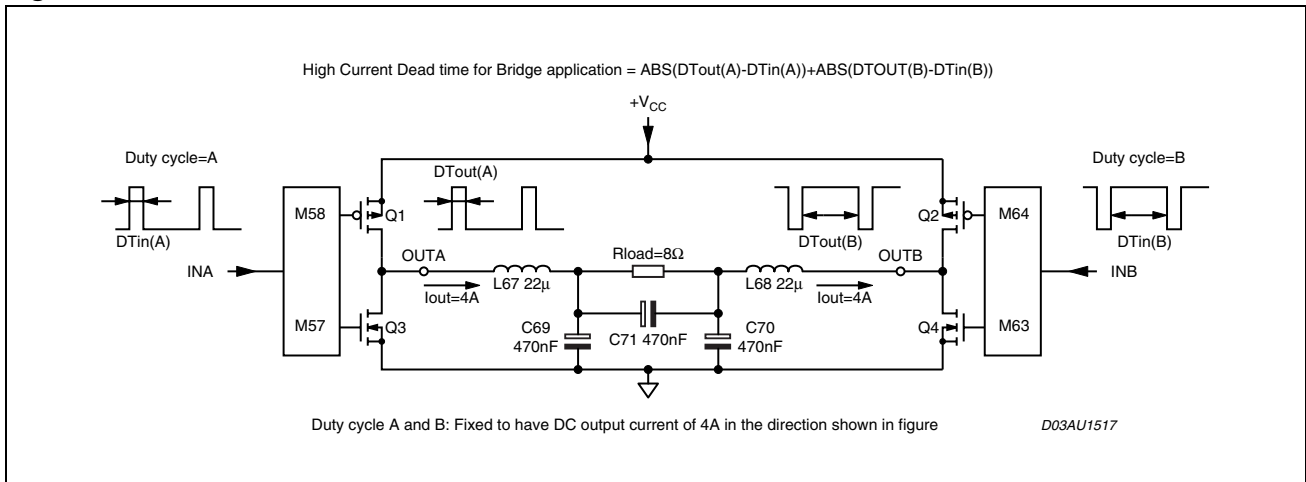 High Current Dead time for Bridge application = ABS(DTout(A)-DTin(A))+ABS(DTOUT(B)-DTin(B))
+VCC
Duty cycle=A
DTout(A)
Duty cycle=B
M58
Q1
Q2
M64
DTin(A)
DTout(B)
DTin(B)
OUTA
Rload=8Ω
OUTB
INA
L67 22μ
L68 22μ
INB
Iout=4A
Iout=4A
M57
Q3
C69
470nF
C71 470nF
C70
470nF
Q4
M63
Duty cycle A and B: Fixed to have DC output current of 4A in the direction shown in figure
D03AU1517